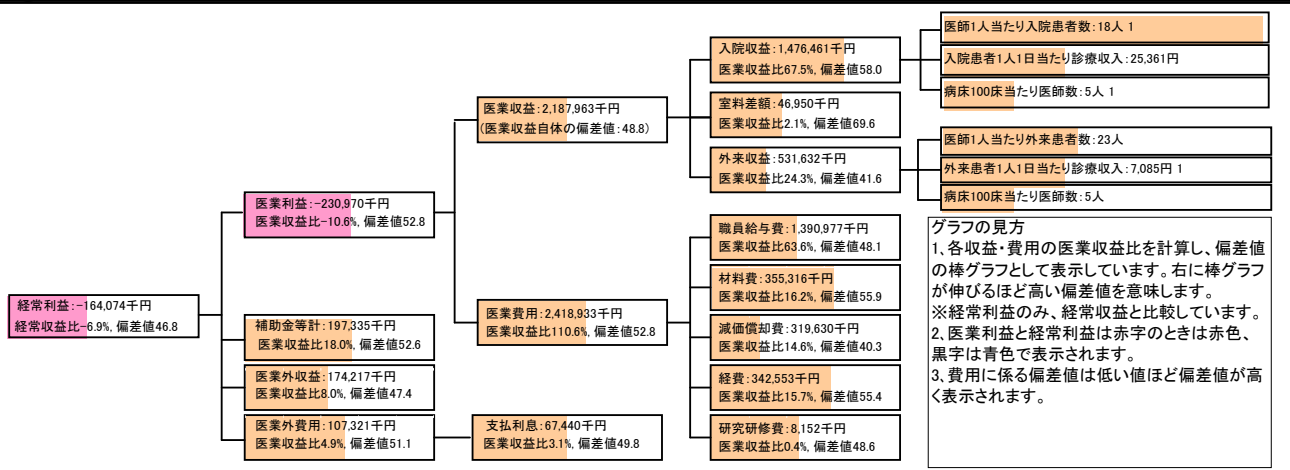 経常利益:-164,074千円
経常収益比-6.9%, 偏差値46.8
医業利益:-230,970千円
医業収益比-10.6%, 偏差値52.8
補助金等計:197,335千円
医業収益比18.0%, 偏差値52.6
医業外収益:174,217千円
医業収益比8.0%, 偏差値47.4
医業外費用:107,321千円
医業収益比4.9%, 偏差値51.1
医業収益:2,187,963千円
(医業収益自体の偏差値:48.8)
医業費用:2,418,933千円
医業収益比110.6%, 偏差値52.8
支払利息:67,440千円
医業収益比3.1%, 偏差値49.8
入院収益:1,476,461千円
医業収益比67.5%, 偏差値58.0
室料差額:46,950千円
医業収益比2.1%, 偏差値69.6
外来収益:531,632千円
医業収益比24.3%, 偏差値41.6
職員給与費:1,390,977千円
医業収益比63.6%, 偏差値48.1
材料費:355,316千円
医業収益比16.2%, 偏差値55.9
減価償却費:319,630千円
医業収益比14.6%, 偏差値40.3
経費:342,553千円
医業収益比15.7%, 偏差値55.4
研究研修費:8,152千円
医業収益比0.4%, 偏差値48.6
医師1人当たり入院患者数:18人 1
入院患者1人1日当たり診療収入:25,361円
病床100床当たり医師数:5人 1
医師1人当たり外来患者数:23人
外来患者1人1日当たり診療収入:7,085円 1
病床100床当たり医師数:5人
グラフの見方
1、各収益・費用の医業収益比を計算し、偏差値
の棒グラフとして表示しています。右に棒グラフ
が伸びるほど高い偏差値を意味します。
※経常利益のみ、経常収益と比較しています。
2、医業利益と経常利益は赤字のときは赤色、
黒字は青色で表示されます。
3、費用に係る偏差値は低い値ほど偏差値が高
く表示されます。